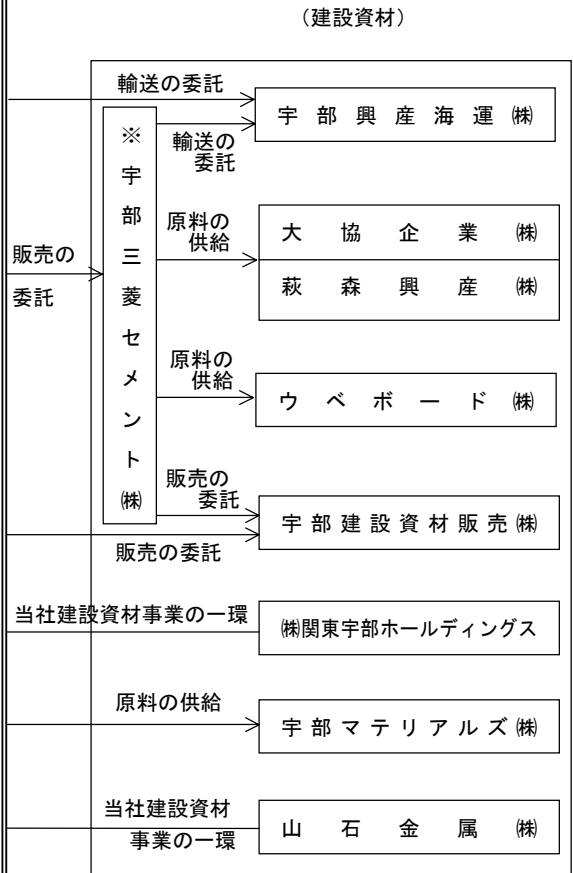 (建設資材)
輸送の委託
宇部興産海運㈱
※宇部三菱セメント㈱
輸送の
委託
原料の
供給
大協企業㈱
販売の
委託
萩森興産㈱
原料の
供給
ウベボード㈱
販売の
委託
宇部建設資材販売㈱
販売の委託
当社建設資材事業の一環
㈱関東宇部ホールディングス
原料の供給
宇部マテリアルズ㈱
当社建設資材
事業の一環
山石金属㈱